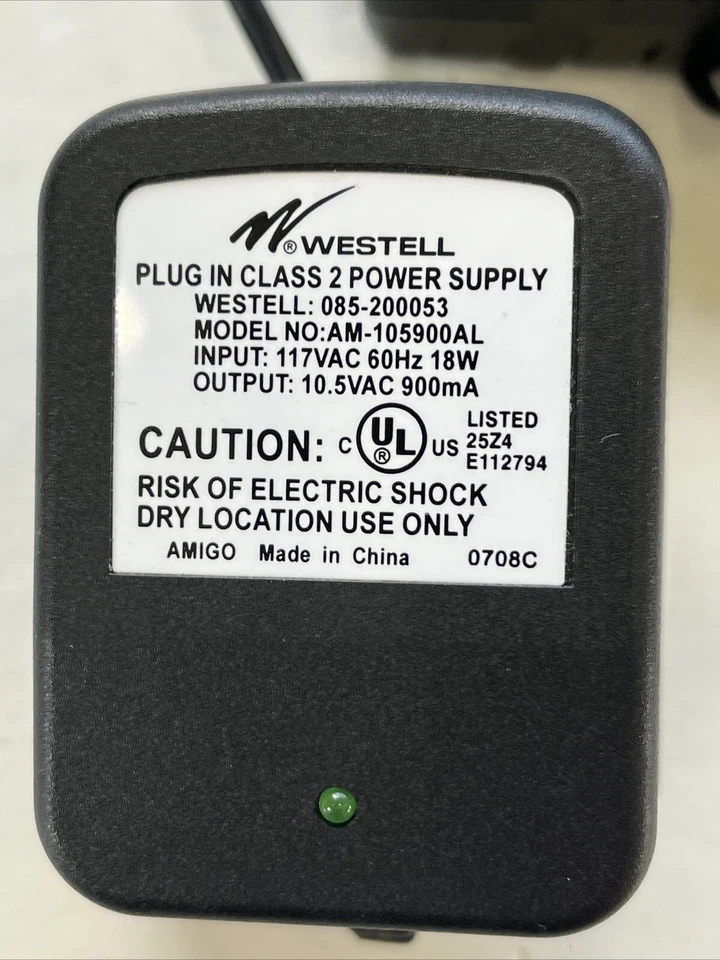 ® WESTELL
PLUG IN CLASS 2 POWER SUPPLY
WESTELL: 085-200053
MODEL NO:AM-105900AL
INPUT: 117VAC 60Hz 18W
OUTPUT: 10.5VAC 900mA
CAUTION: C UL ® US LISTED 25Z4 E112794
RISK OF ELECTRIC SHOCK
DRY LOCATION USE ONLY
AMIGO Made in China 0708C